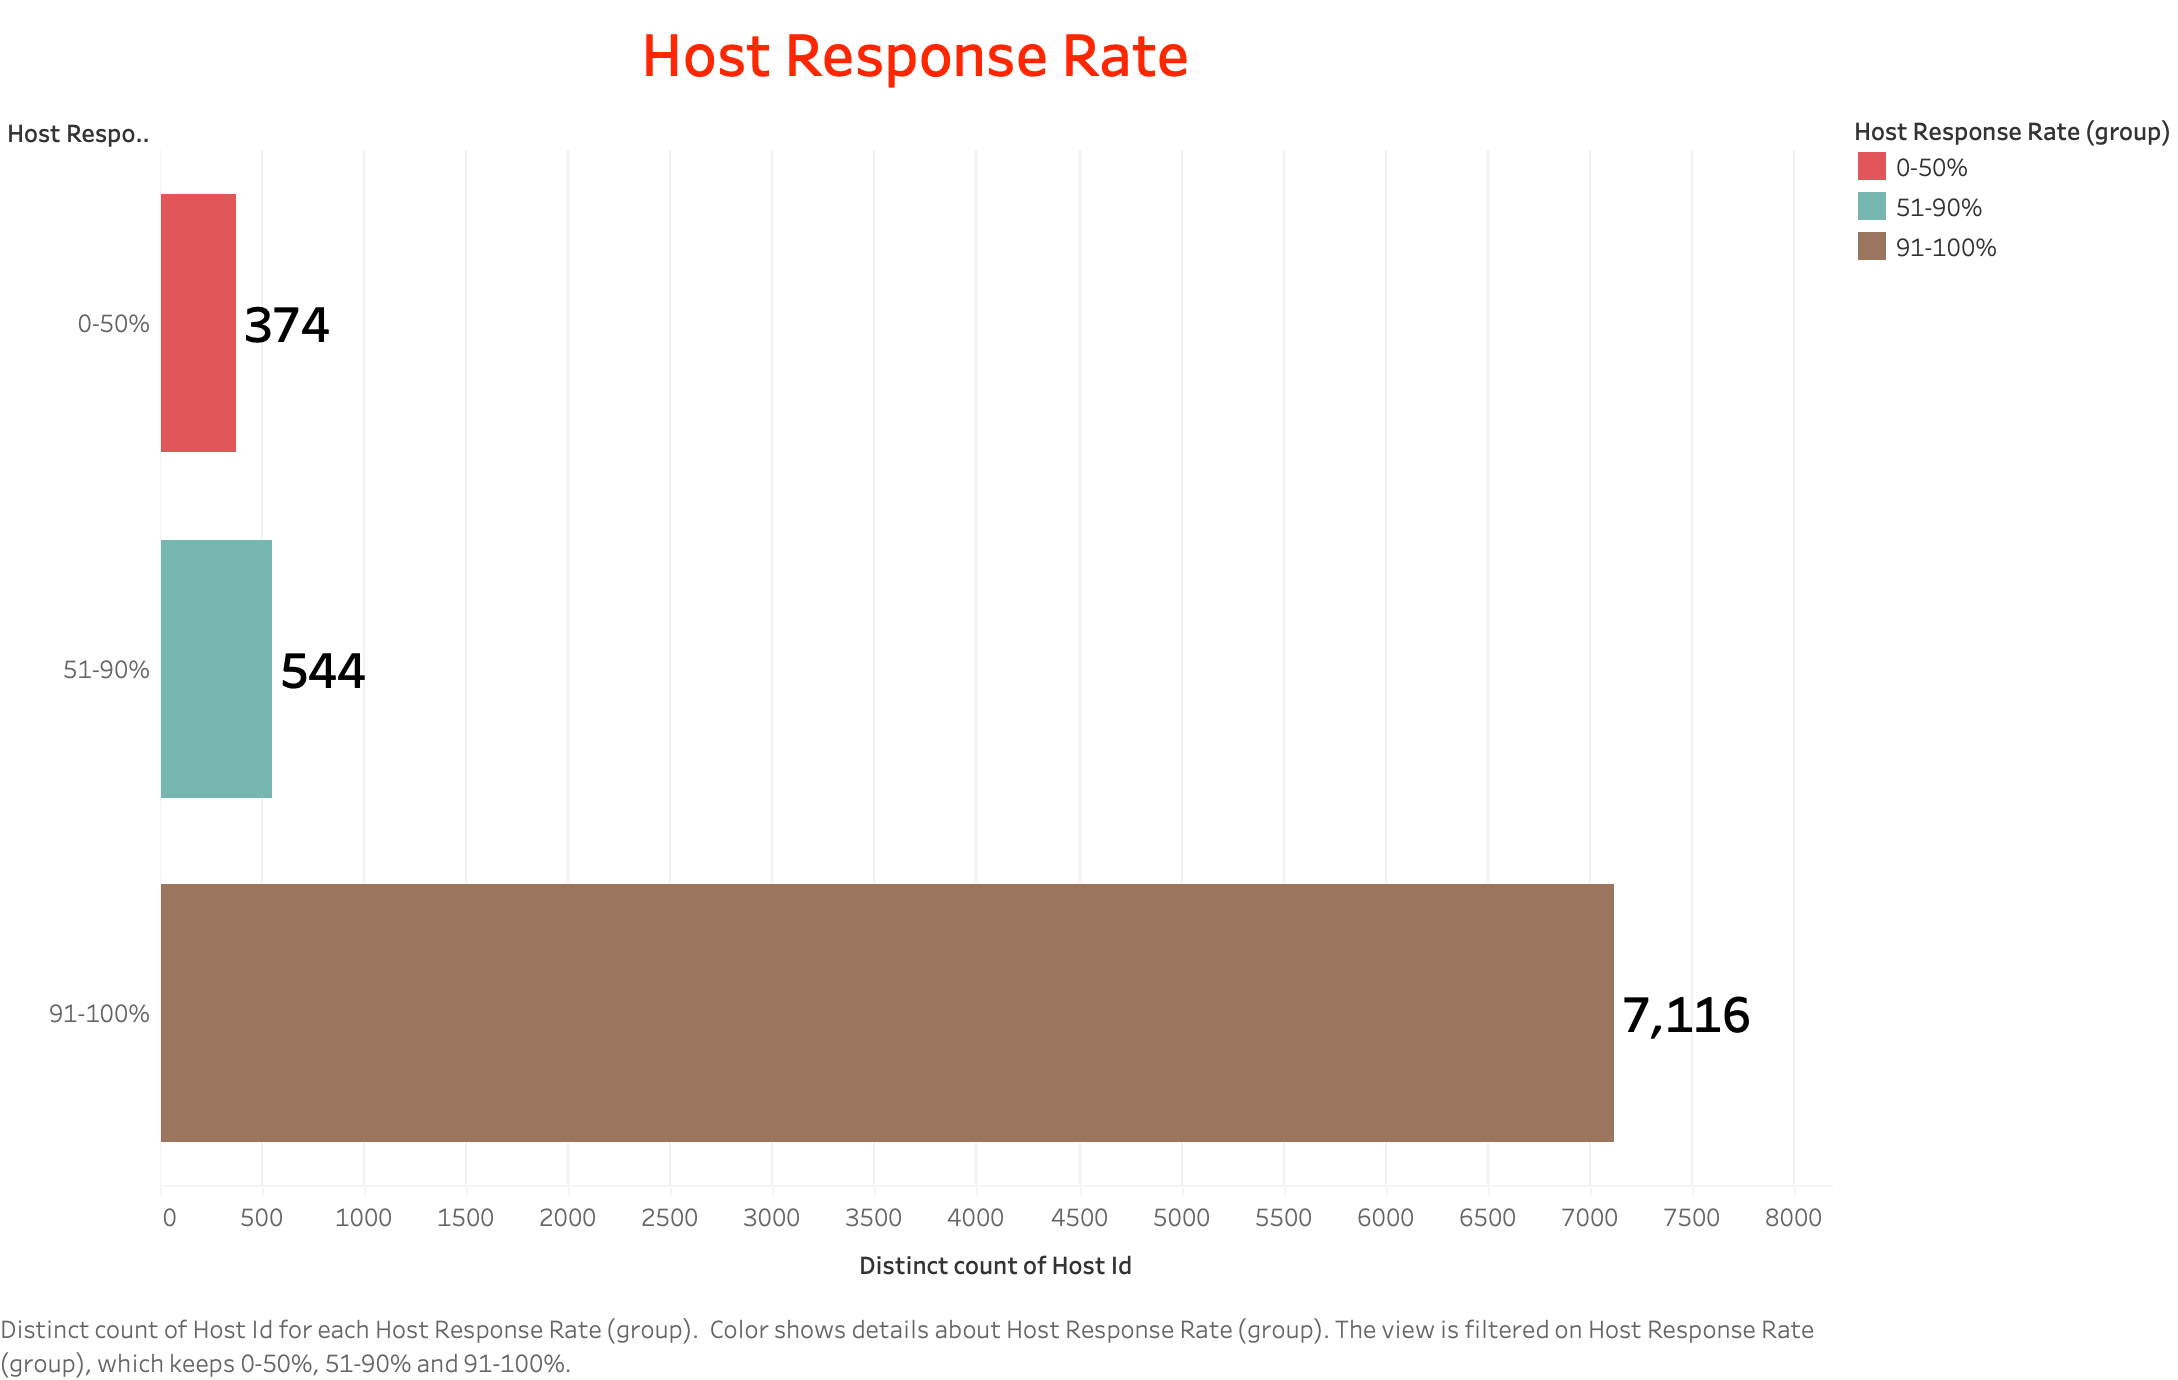 Host Response Rate
Host Respo..
0-50%
374
51-90%
544
91-100%
7,116
0 500 1000 1500 2000 2500 3000 3500 4000 4500 5000 5500 6000 6500 7000 7500 8000
Distinct count of Host Id
Host Response Rate (group)
0-50%
51-90%
91-100%
Distinct count of Host Id for each Host Response Rate (group).  Color shows details about Host Response Rate (group). The view is filtered on Host Response Rate
(group), which keeps 0-50%, 51-90% and 91-100%.